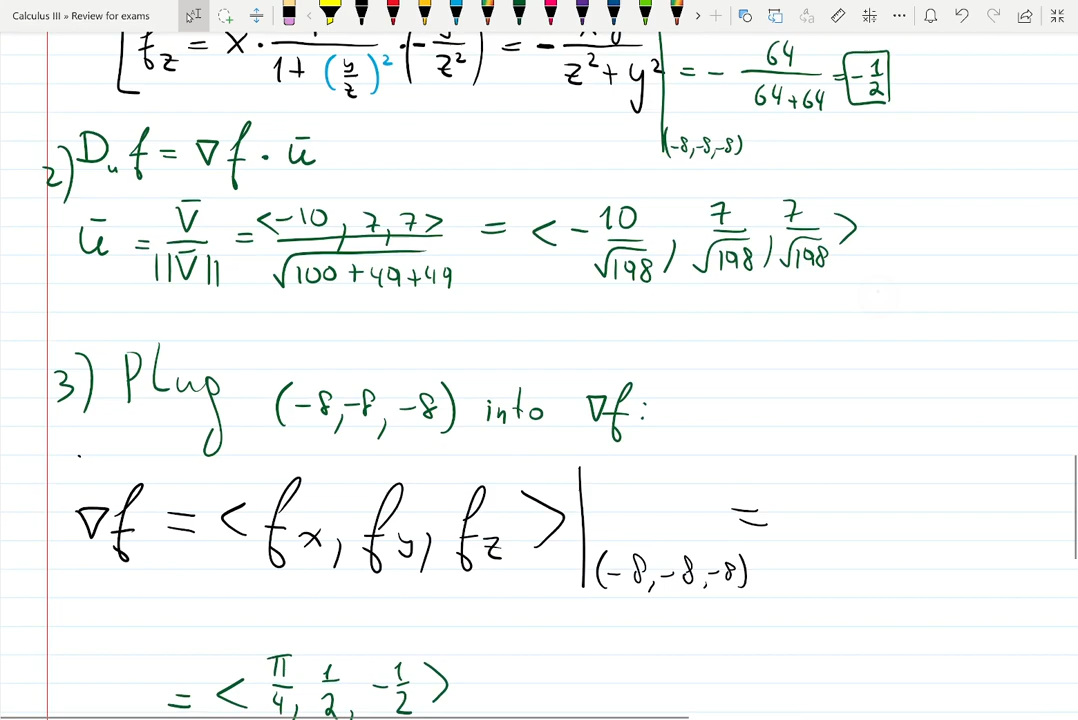 Calculus III » Review for exams
f_z = x · 1/(1 + (y/z)²) · (−y/z²) = − xy/(z² + y²) |_(−8,−8,−8) = − 64/(64+64) = −1/2
2) D_u f = ∇f · ū
ū = v̄/||v̄|| = <−10, 7, 7>/√(100 + 49 + 49) = < −10/√198, 7/√198, 7/√198 >
3) Plug (−8, −8, −8) into ∇f:
∇f = < f_x, f_y, f_z > |_(−8,−8,−8) =
= < π/4, 1/2, −1/2 >